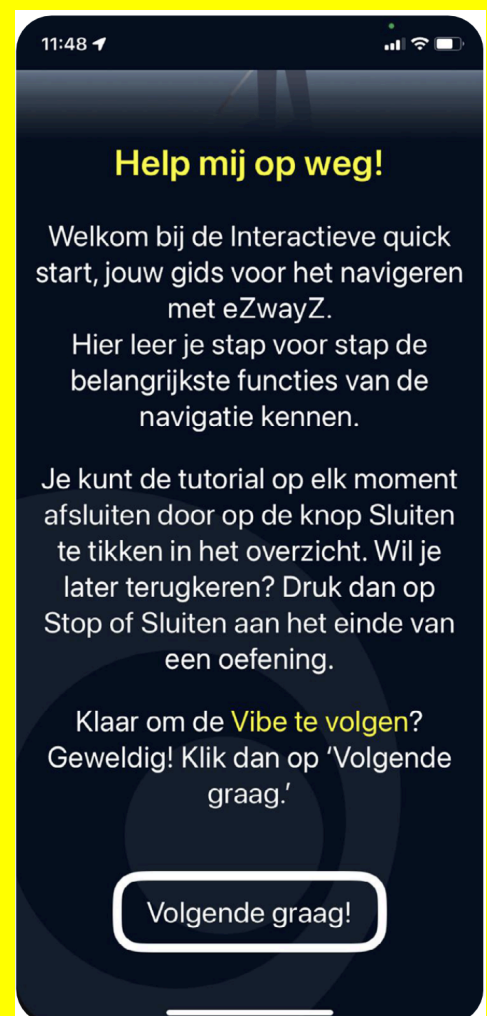 11:48
Help mij op weg!
Welkom bij de Interactieve quick
start, jouw gids voor het navigeren
met eZwayZ.
Hier leer je stap voor stap de
belangrijkste functies van de
navigatie kennen.
Je kunt de tutorial op elk moment
afsluiten door op de knop Sluiten
te tikken in het overzicht. Wil je
later terugkeren? Druk dan op
Stop of Sluiten aan het einde van
een oefening.
Klaar om de Vibe te volgen?
Geweldig! Klik dan op ‘Volgende
graag.’
Volgende graag!